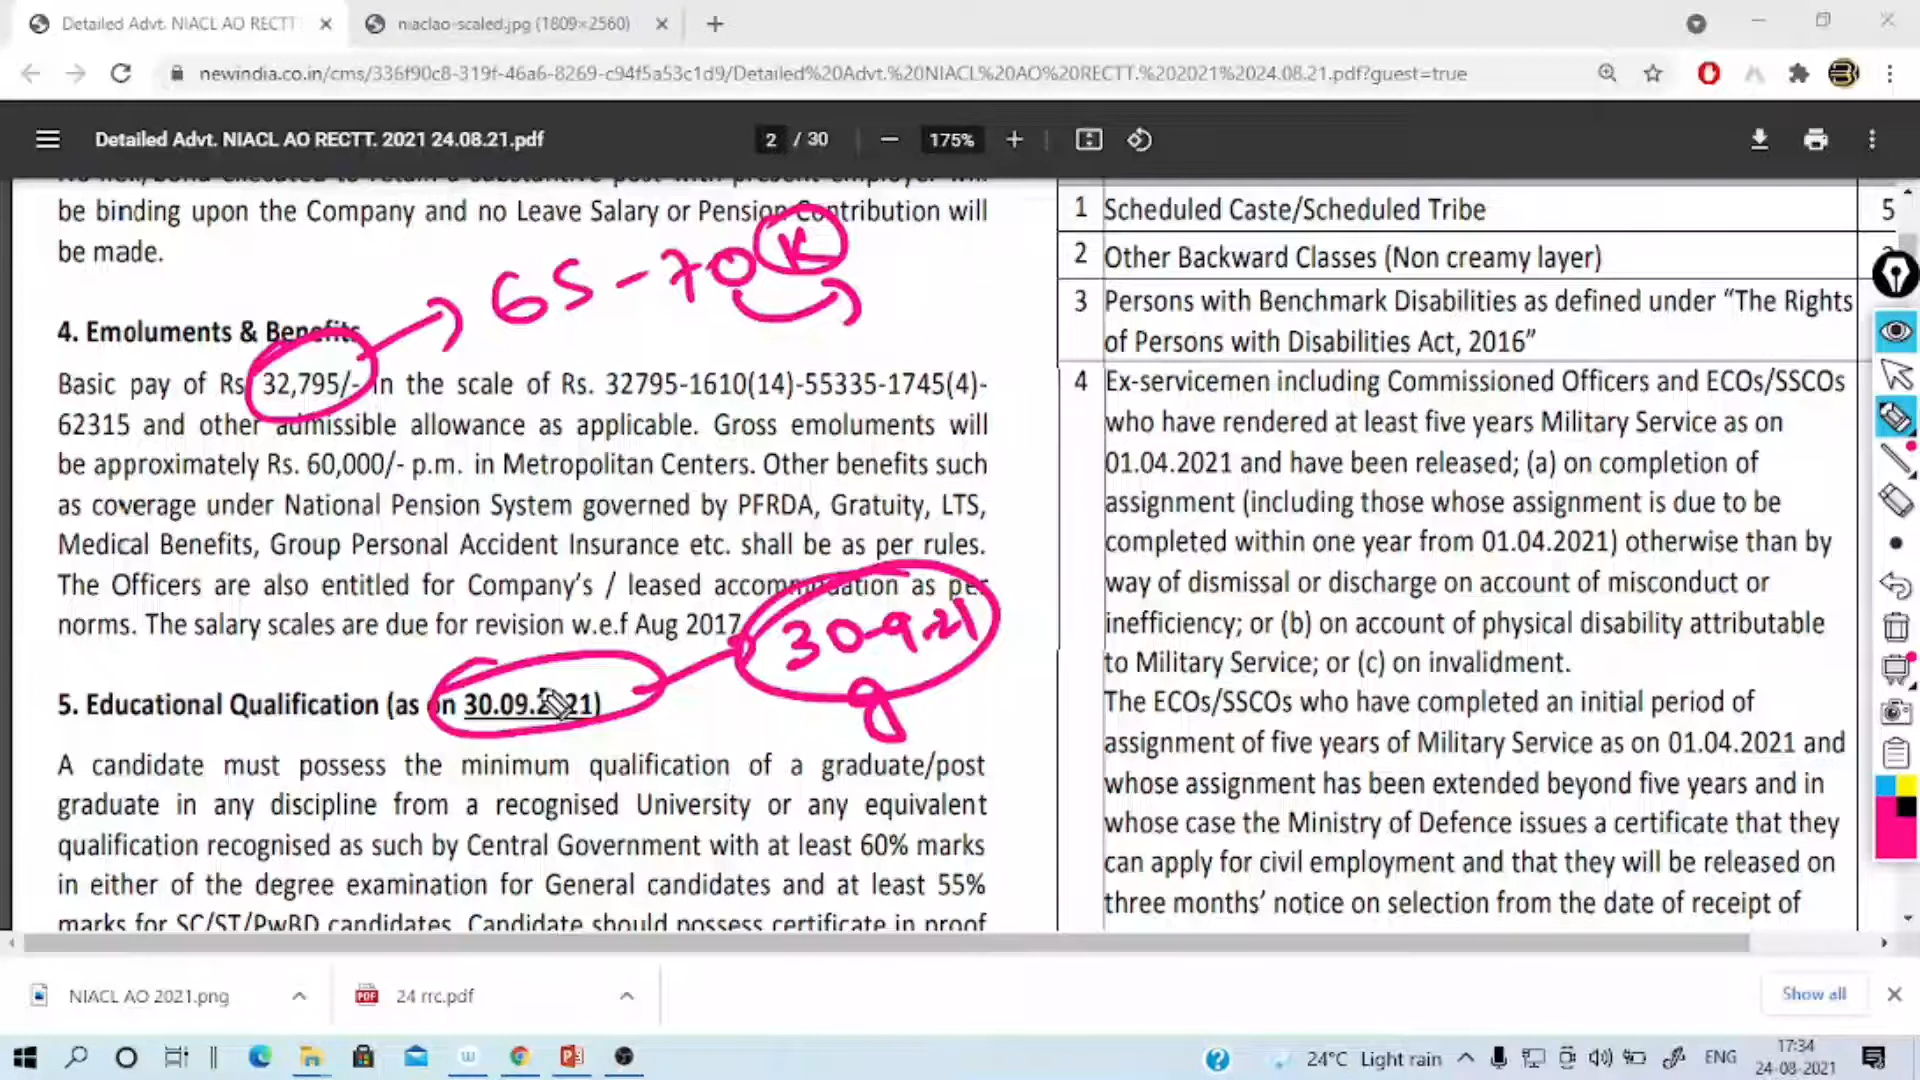 Detailed Advt. NIACL AO RECTT
niaclao-scaled.jpg (1809×2560)
newindia.co.in/cms/336f90c8-319f-46a6-8269-c94f5a53c1d9/Detailed%20Advt.%20NIACL%20AO%20RECTT.%202021%2024.08.21.pdf?guest=true
Detailed Advt. NIACL AO RECTT. 2021 24.08.21.pdf
2 / 30
175%
be binding upon the Company and no Leave Salary or Pension Contribution will
be made.
65-70 K
4. Emoluments & Benefits
Basic pay of Rs. 32,795/- in the scale of Rs. 32795-1610(14)-55335-1745(4)-
62315 and other admissible allowance as applicable. Gross emoluments will
be approximately Rs. 60,000/- p.m. in Metropolitan Centers. Other benefits such
as coverage under National Pension System governed by PFRDA, Gratuity, LTS,
Medical Benefits, Group Personal Accident Insurance etc. shall be as per rules.
The Officers are also entitled for Company's / leased accommodation as per
norms. The salary scales are due for revision w.e.f Aug 2017
30-9-21
g
5. Educational Qualification (as on 30.09.2021)
A candidate must possess the minimum qualification of a graduate/post
graduate in any discipline from a recognised University or any equivalent
qualification recognised as such by Central Government with at least 60% marks
in either of the degree examination for General candidates and at least 55%
marks for SC/ST/PwBD candidates. Candidate should possess certificate in proof
1 Scheduled Caste/Scheduled Tribe 5
2 Other Backward Classes (Non creamy layer)
3 Persons with Benchmark Disabilities as defined under “The Rights
of Persons with Disabilities Act, 2016”
4 Ex-servicemen including Commissioned Officers and ECOs/SSCOs
who have rendered at least five years Military Service as on
01.04.2021 and have been released; (a) on completion of
assignment (including those whose assignment is due to be
completed within one year from 01.04.2021) otherwise than by
way of dismissal or discharge on account of misconduct or
inefficiency; or (b) on account of physical disability attributable
to Military Service; or (c) on invalidment.
The ECOs/SSCOs who have completed an initial period of
assignment of five years of Military Service as on 01.04.2021 and
whose assignment has been extended beyond five years and in
whose case the Ministry of Defence issues a certificate that they
can apply for civil employment and that they will be released on
three months’ notice on selection from the date of receipt of
NIACL AO 2021.png
24 rrc.pdf
Show all
24°C Light rain
ENG
17:34
24-08-2021